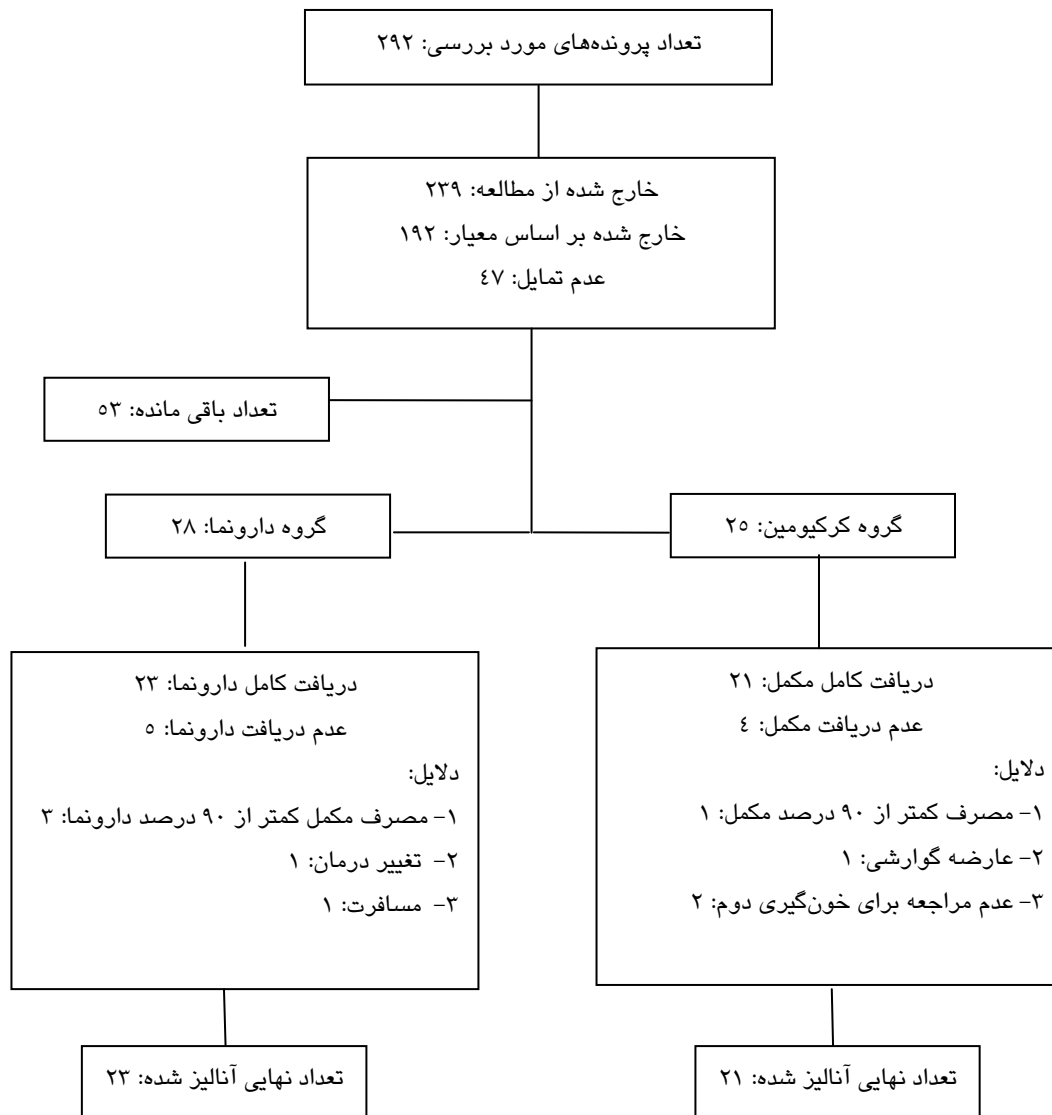 تعداد پرونده‌های مورد بررسی: ۲۹۲
خارج شده از مطالعه: ۲۳۹
خارج شده بر اساس معیار: ۱۹۲
عدم تمایل: ٤۷
تعداد باقی مانده: ۵۳
گروه کرکیومین: ۲۵
گروه دارونما: ۲۸
دریافت کامل مکمل: ۲۱
عدم دریافت مکمل: ٤
دلایل:
۱- مصرف کمتر از ۹۰ درصد مکمل: ۱
۲- عارضه گوارشی: ۱
۳- عدم مراجعه برای خون‌گیری دوم: ۲
دریافت کامل دارونما: ۲۳
عدم دریافت دارونما: ۵
دلایل:
۱- مصرف مکمل کمتر از ۹۰ درصد دارونما: ۳
۲- تغییر درمان: ۱
۳- مسافرت: ۱
تعداد نهایی آنالیز شده: ۲۱
تعداد نهایی آنالیز شده: ۲۳